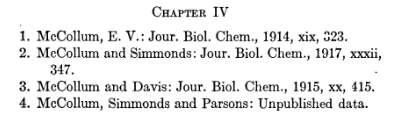 CHAPTER IV
1. McCollum, E. V.: Jour. Biol. Chem., 1914, xix, 323.
2. McCollum and Simmonds: Jour. Biol. Chem., 1917, xxxii,
347.
3. McCollum and Davis: Jour. Biol. Chem., 1915, xx, 415.
4. McCollum, Simmonds and Parsons: Unpublished data.